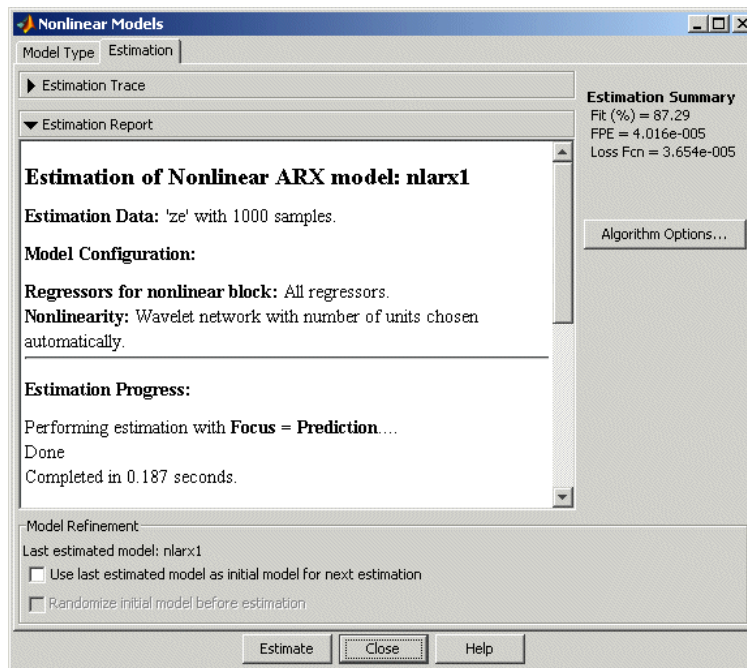 Nonlinear Models
Model Type
Estimation
Estimation Trace
Estimation Report
Estimation of Nonlinear ARX model: nlarx1
Estimation Data: 'ze' with 1000 samples.
Model Configuration:
Regressors for nonlinear block: All regressors.
Nonlinearity: Wavelet network with number of units chosen
automatically.
Estimation Progress:
Performing estimation with Focus = Prediction....
Done
Completed in 0.187 seconds.
Estimation Summary
Fit (%) = 87.29
FPE = 4.016e-005
Loss Fcn = 3.654e-005
Algorithm Options...
Model Refinement
Last estimated model: nlarx1
Use last estimated model as initial model for next estimation
Randomize initial model before estimation
Estimate
Close
Help